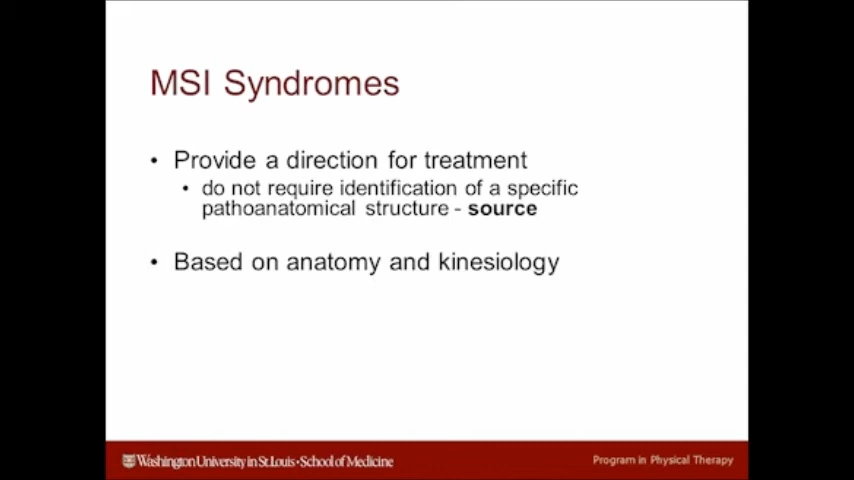 MSI Syndromes
• Provide a direction for treatment
• do not require identification of a specific
pathoanatomical structure - source
• Based on anatomy and kinesiology
Washington University in St. Louis • School of Medicine
Program in Physical Therapy